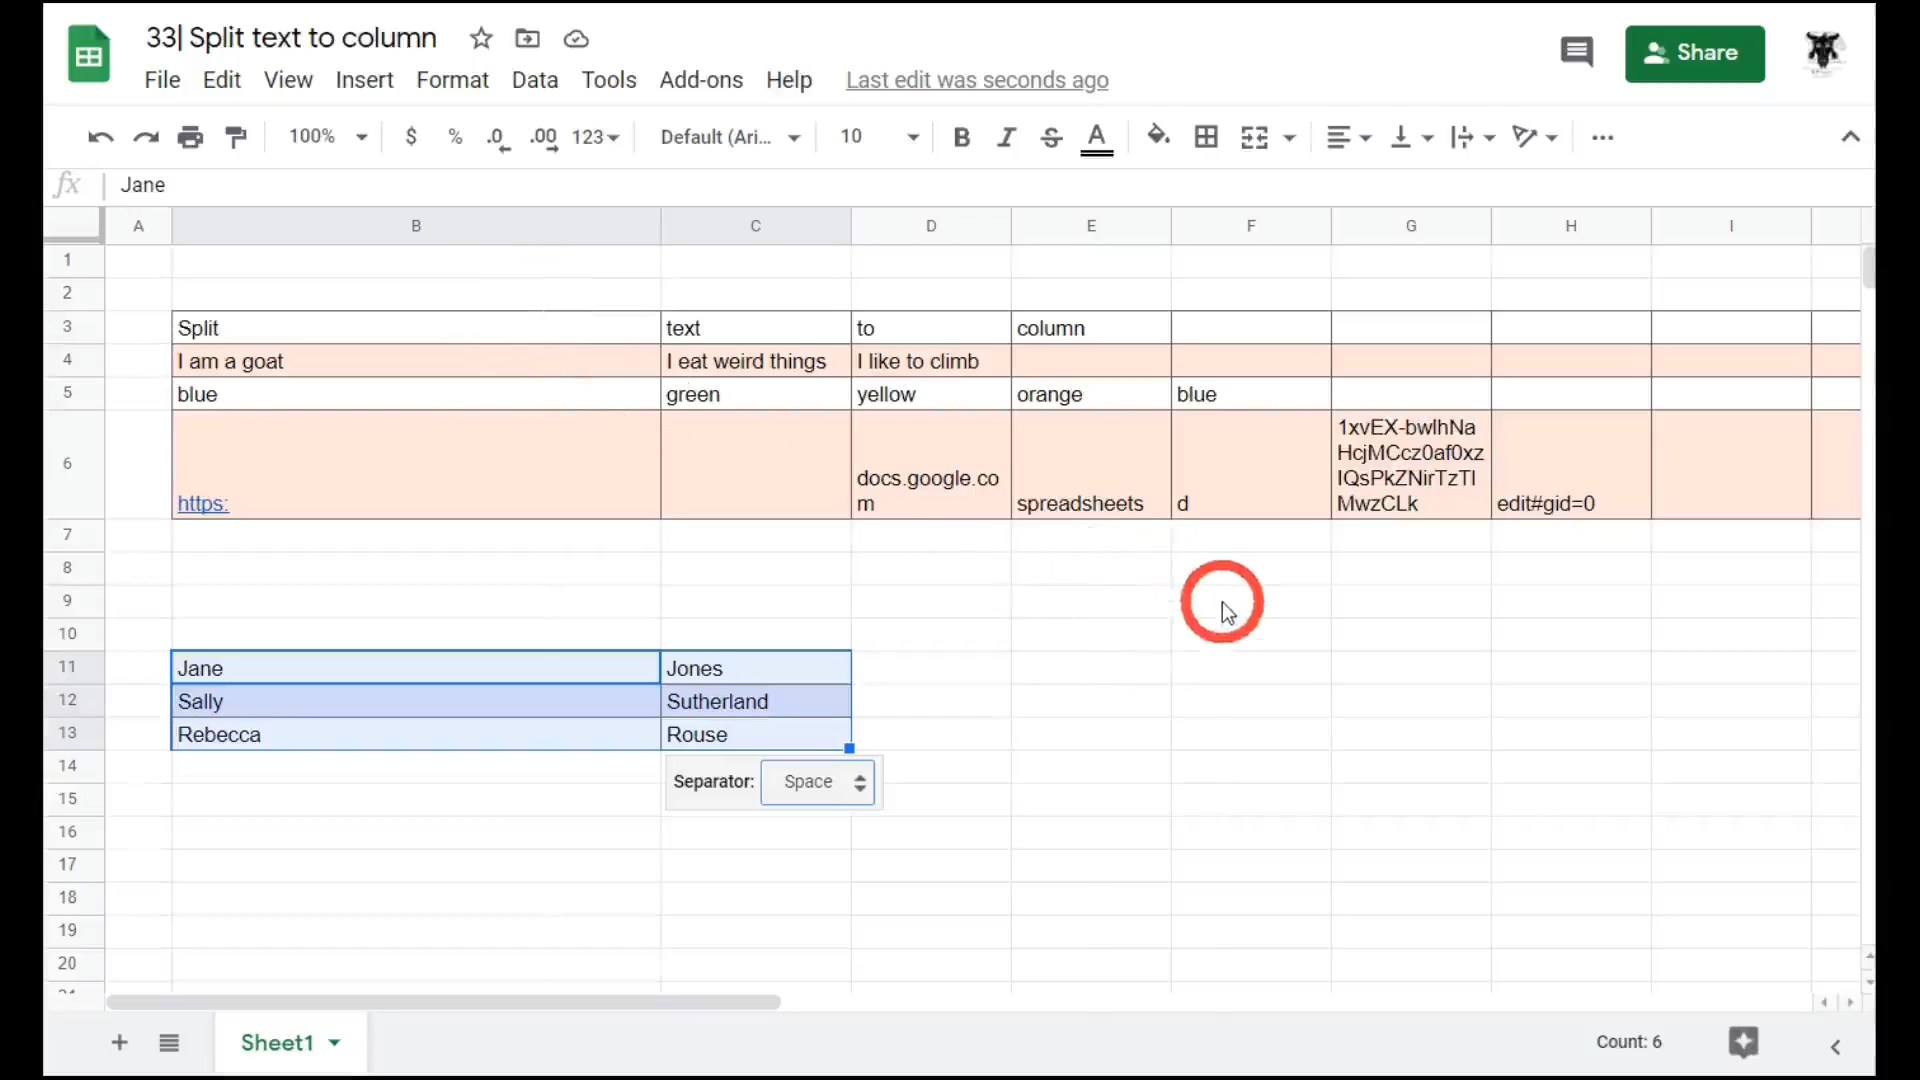 33| Split text to column
File Edit View Insert Format Data Tools Add-ons Help Last edit was seconds ago
Share
100% $ % .0 .00 123 Default (Ari... 10 B I S A
fx Jane
A B C D E F G H I
1
2
3 Split text to column
4 I am a goat I eat weird things I like to climb
5 blue green yellow orange blue
1xvEX-bwlhNa
6 HcjMCcz0af0xz
docs.google.co lQsPkZNirTzTl
https: m spreadsheets d MwzCLk edit#gid=0
7
8
9
10
11 Jane Jones
12 Sally Sutherland
13 Rebecca Rouse
14
Separator: Space
15
16
17
18
19
20
21
Sheet1 Count: 6